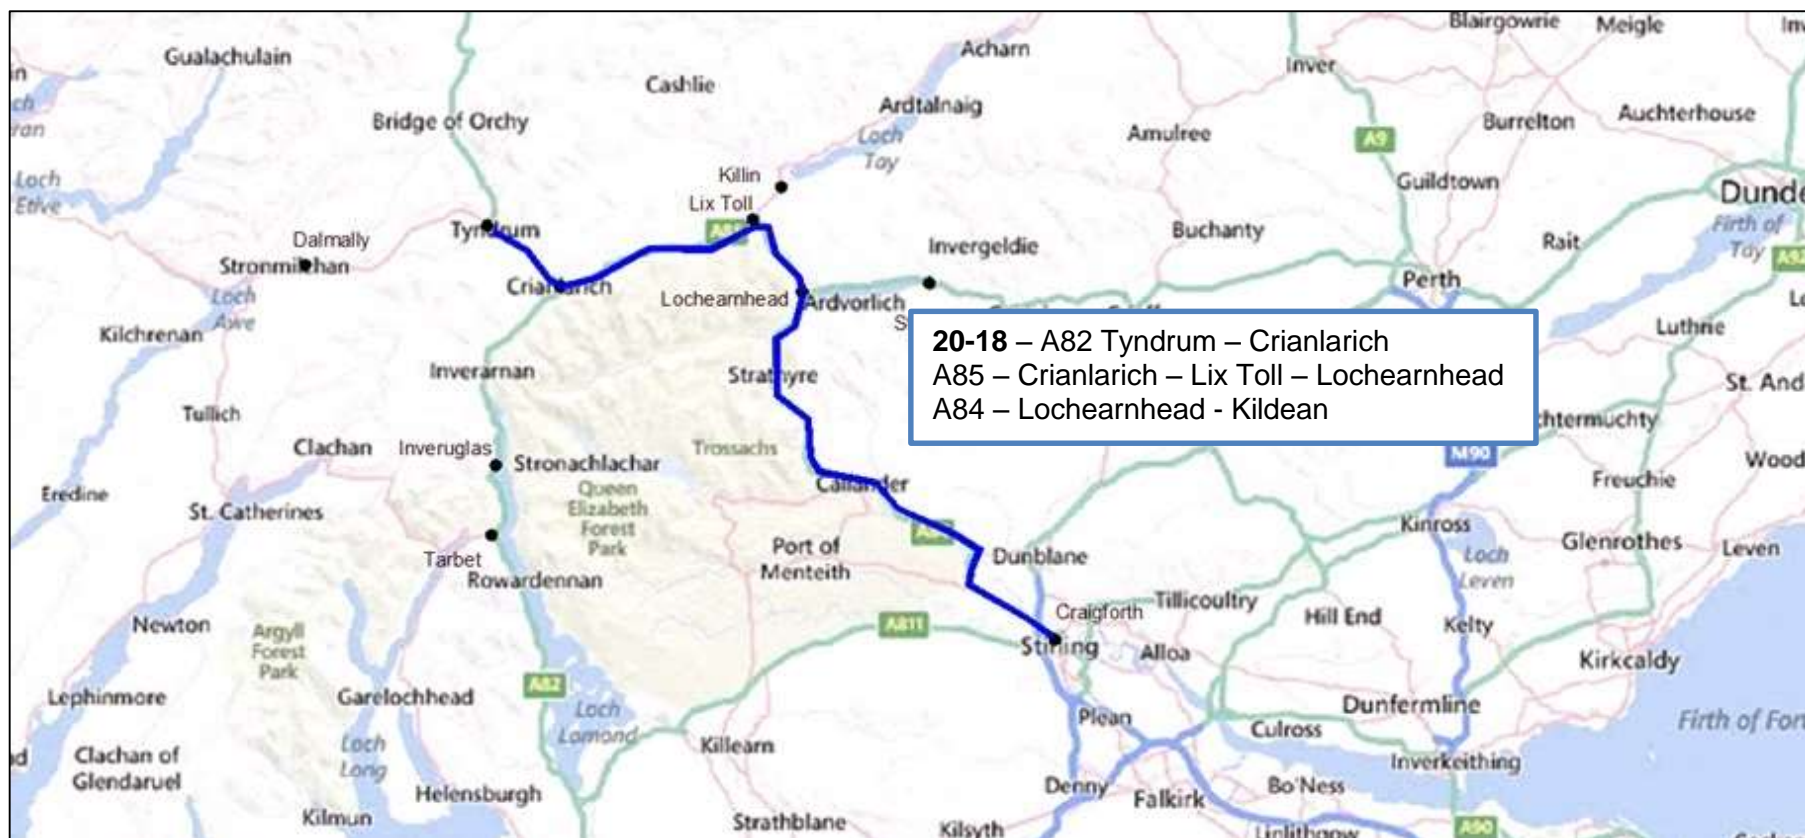 Blairgowrie
Meigle
Gualachulain
Acharn
Inver
Cashlie
Ardtalnaig
Auchterhouse
Bridge of Orchy
Burrelton
Loch
Tay
Amulree
A9
Killin
Loch
Etive
Guildtown
Lix Toll
Tyndrum
Buchanty
Firth of
Tay
Dalmally
Invergeldie
Rait
Stronmilchan
Perth
Crianlarich
Loch
Awe
Lochearnhead
Ardvorlich
Kilchrenan
Luthrie
20-18 – A82 Tyndrum – Crianlarich
A85 – Crianlarich – Lix Toll – Lochearnhead
A84 – Lochearnhead - Kildean
Inverarnan
Strathyre
St. And
Tullich
chtermuchty
Clachan
Inveruglas
Trossachs
M90
Wood
Stronachlachar
Eredine
Callander
Freuchie
Queen
Elizabeth
Forest
Park
St. Catherines
Kinross
Port of
Menteith
Dunblane
Loch
Leven
Glenrothes
Leven
Tarbet
Rowardennan
Craigforth
Tillicoultry
Hill End
Kelty
Newton
Argyll
Forest
Park
A811
Stirling
Alloa
Kirkcaldy
Lephinmore
Garelochhead
A82
Loch
Lomond
Plean
Dunfermline
Culross
Firth of For
Clachan of
Glendaruel
Loch
Long
Killearn
Inverkeithing
Helensburgh
Denny
Falkirk
Bo'Ness
Kilmun
Strathblane
Kilsyth
Linlithgow
A90